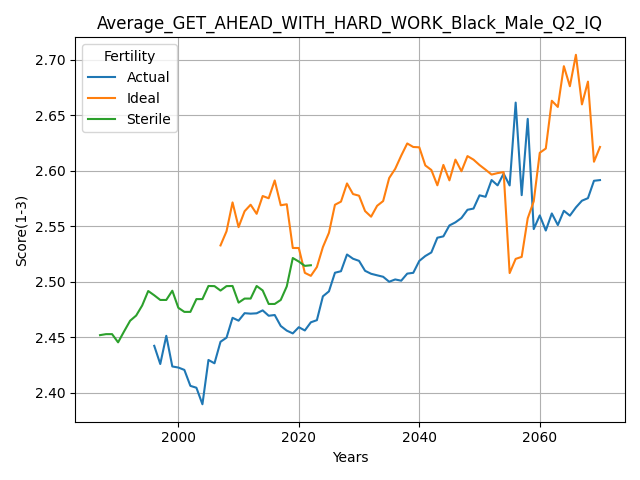 Average_GET_AHEAD_WITH_HARD_WORK_Black_Male_Q2_IQ
Fertility
Actual
Ideal
Sterile
Score(1-3)
2.70
2.65
2.60
2.55
2.50
2.45
2.40
2000 2020 2040 2060
Years